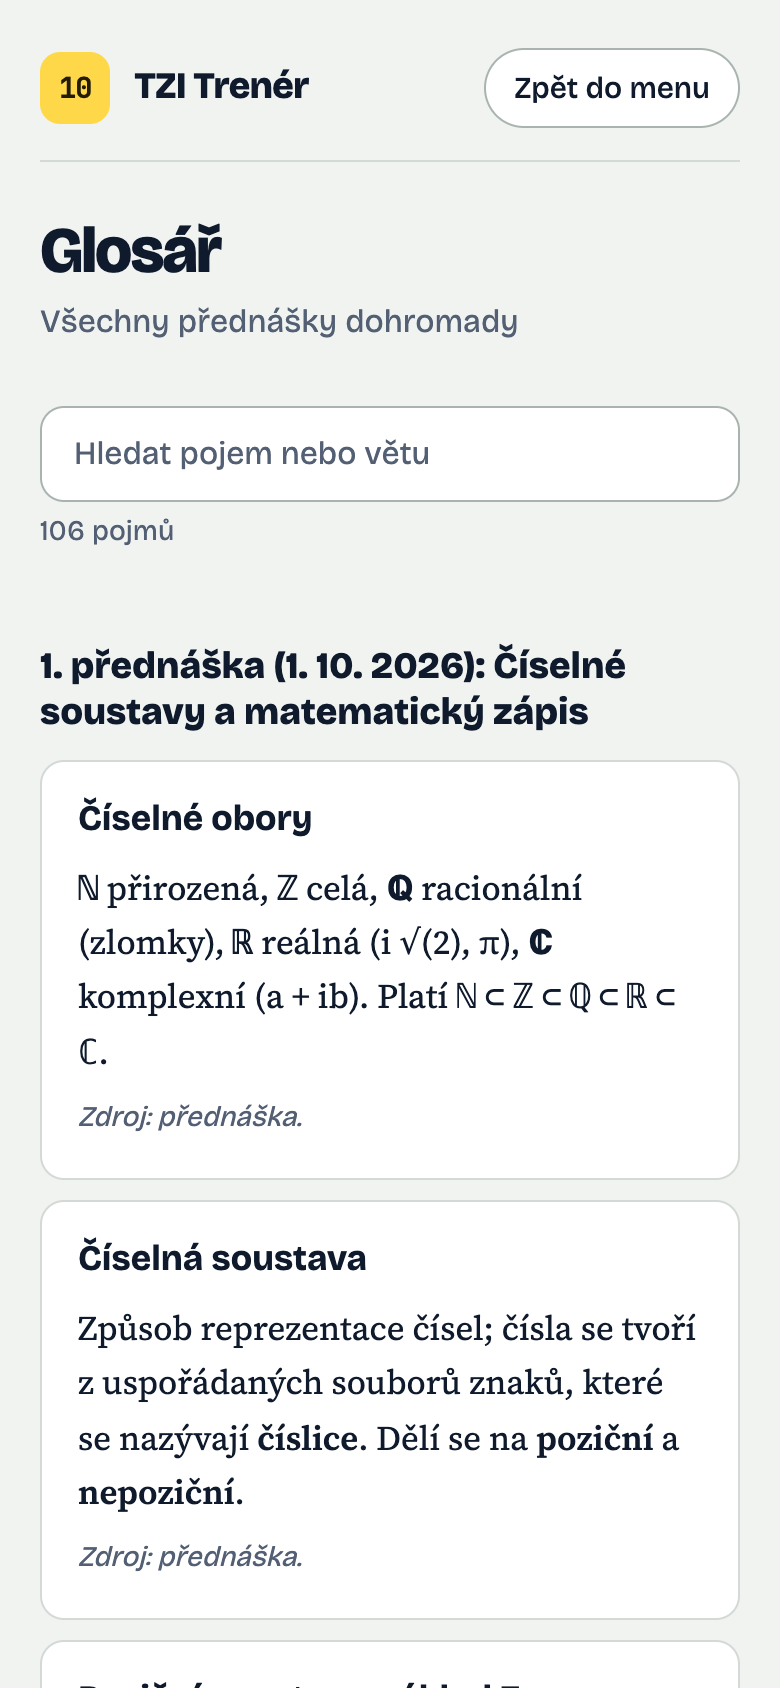 10 TZI Trenér Zpět do menu
Glosář
Všechny přednášky dohromady
Hledat pojem nebo větu
106 pojmů
1. přednáška (1. 10. 2026): Číselné
soustavy a matematický zápis
Číselné obory
ℕ přirozená, ℤ celá, ℚ racionální
(zlomky), ℝ reálná (i √(2), π), ℂ
komplexní (a + ib). Platí ℕ ⊂ ℤ ⊂ ℚ ⊂ ℝ ⊂
ℂ.
Zdroj: přednáška.
Číselná soustava
Způsob reprezentace čísel; čísla se tvoří
z uspořádaných souborů znaků, které
se nazývají číslice. Dělí se na poziční a
nepoziční.
Zdroj: přednáška.